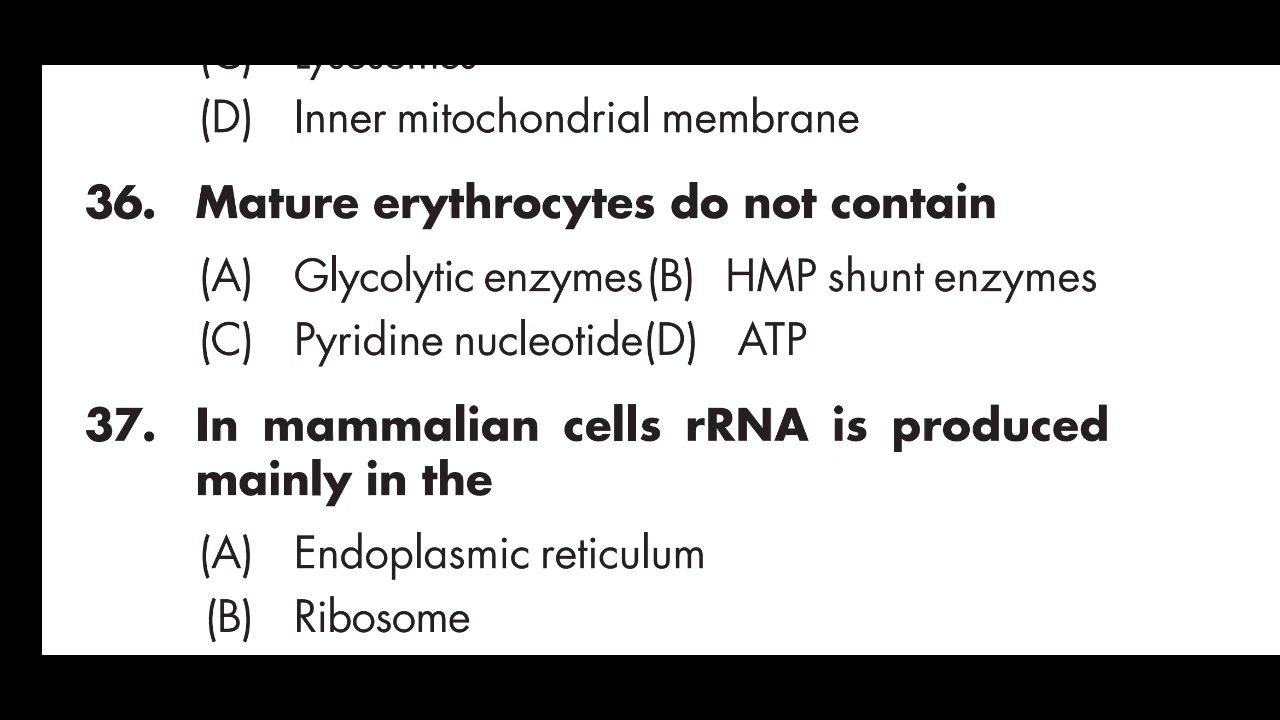 (C) Lysosomes
(D) Inner mitochondrial membrane
36. Mature erythrocytes do not contain
(A) Glycolytic enzymes (B) HMP shunt enzymes
(C) Pyridine nucleotide (D) ATP
37. In mammalian cells rRNA is produced
mainly in the
(A) Endoplasmic reticulum
(B) Ribosome